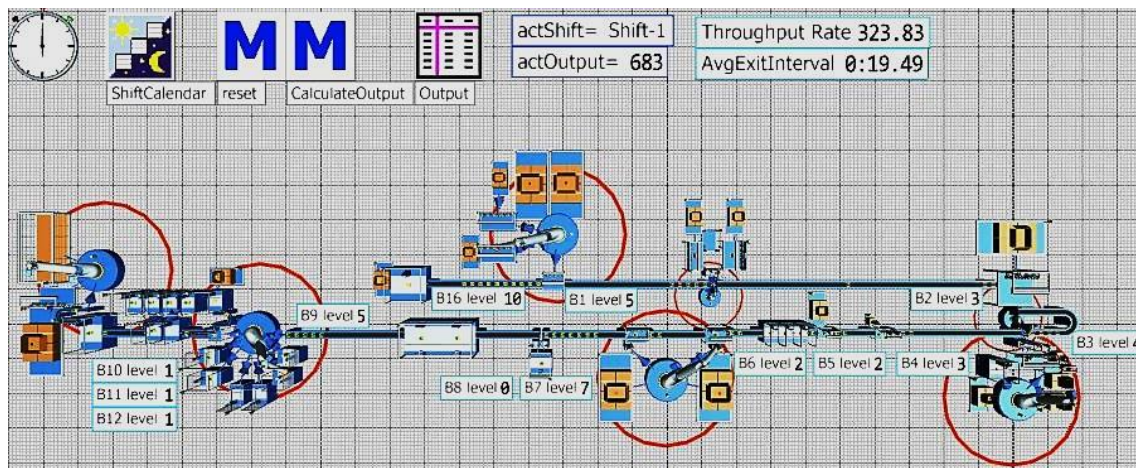 actShift= Shift-1
actOutput= 683
Throughput Rate 323.83
AvgExitInterval 0:19.49
M M
ShiftCalendar reset CalculateOutput Output
B16 level 10
B1 level 5
B2 level 3
B9 level 5
B3 level 4
B10 level 1
B11 level 1
B12 level 1
B8 level 0
B7 level 7
B6 level 2
B5 level 2
B4 level 3